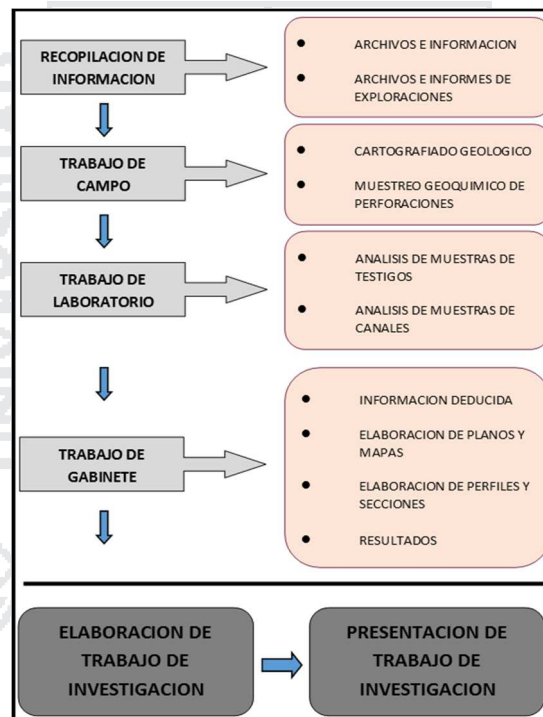 RECOPILACION DE
INFORMACION
● ARCHIVOS E INFORMACION
● ARCHIVOS E INFORMES DE
EXPLORACIONES
TRABAJO DE
CAMPO
● CARTOGRAFIADO GEOLOGICO
● MUESTREO GEOQUIMICO DE
PERFORACIONES
TRABAJO DE
LABORATORIO
● ANALISIS DE MUESTRAS DE
TESTIGOS
● ANALISIS DE MUESTRAS DE
CANALES
TRABAJO DE
GABINETE
● INFORMACION DEDUCIDA
● ELABORACION DE PLANOS Y
MAPAS
● ELABORACION DE PERFILES Y
SECCIONES
● RESULTADOS
ELABORACION DE
TRABAJO DE
INVESTIGACION
PRESENTACION DE
TRABAJO DE
INVESTIGACION